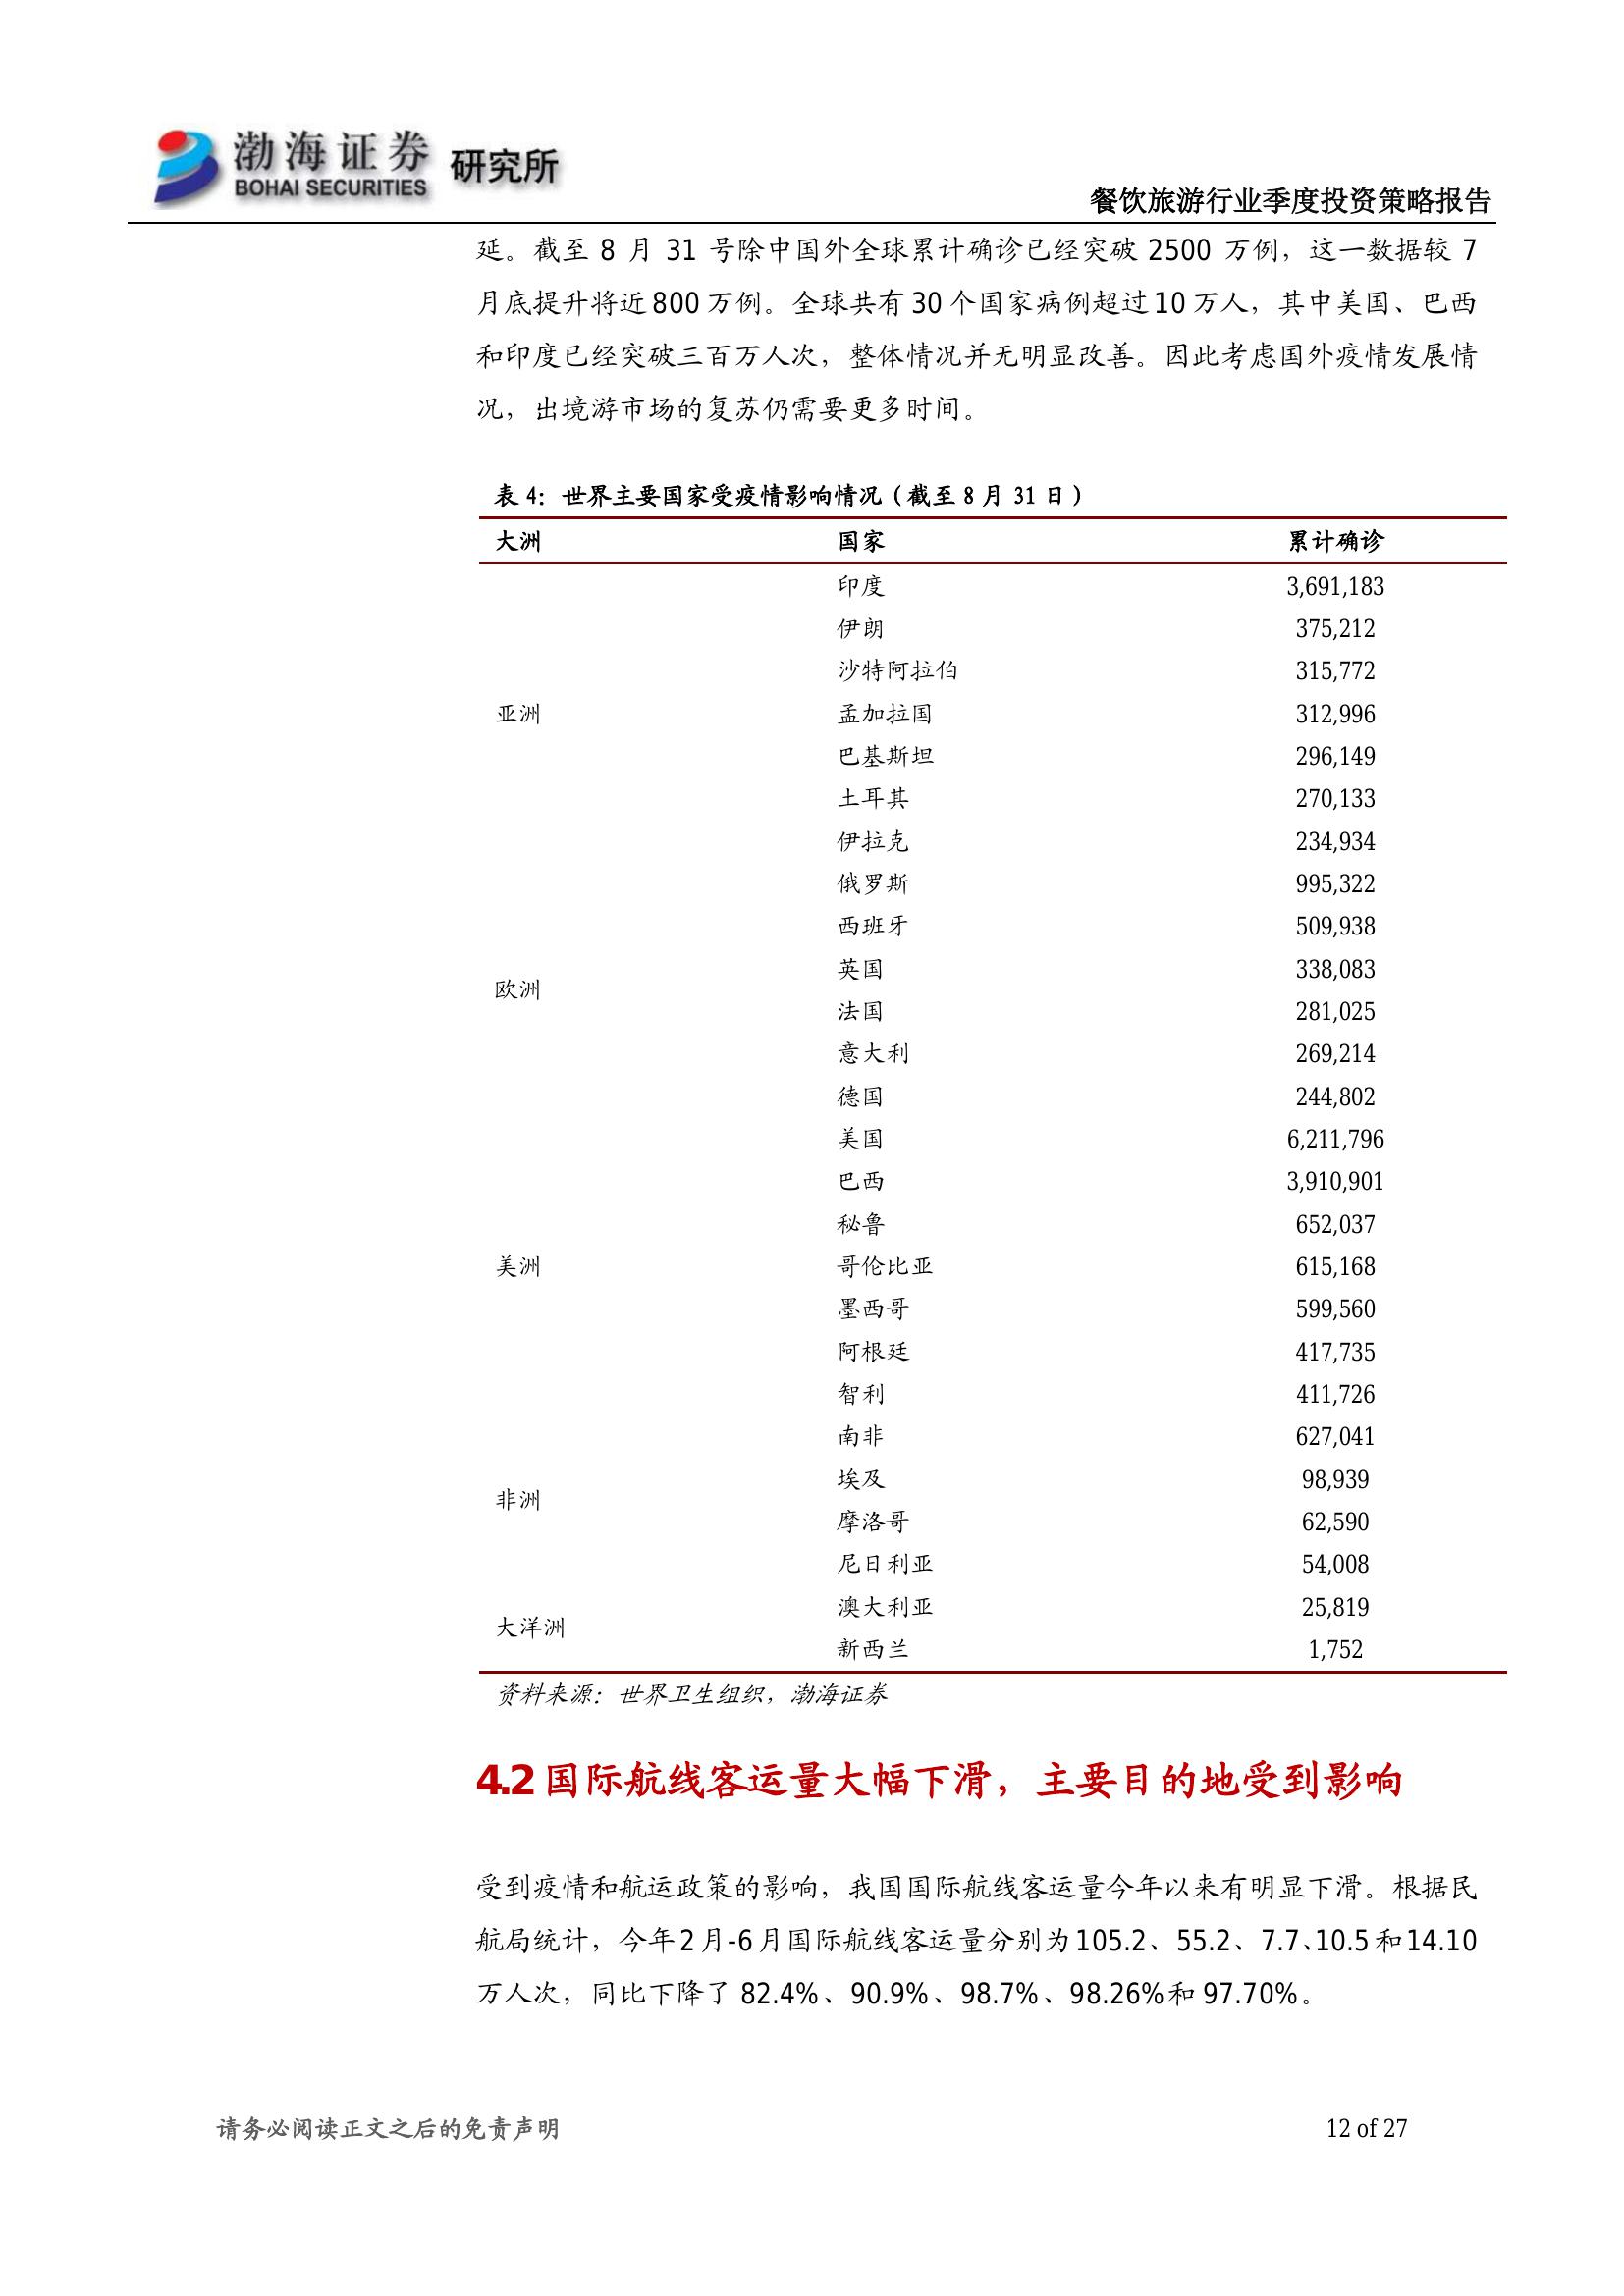 渤海证券 研究所
BOHAI SECURITIES
餐饮旅游行业季度投资策略报告
延。截至 8 月 31 号除中国外全球累计确诊已经突破 2500 万例，这一数据较 7
月底提升将近 800 万例。全球共有 30 个国家病例超过 10 万人，其中美国、巴西
和印度已经突破三百万人次，整体情况并无明显改善。因此考虑国外疫情发展情
况，出境游市场的复苏仍需要更多时间。
表 4：世界主要国家受疫情影响情况（截至 8 月 31 日）
大洲 国家 累计确诊
印度 3,691,183
伊朗 375,212
沙特阿拉伯 315,772
亚洲 孟加拉国 312,996
巴基斯坦 296,149
土耳其 270,133
伊拉克 234,934
俄罗斯 995,322
西班牙 509,938
英国 338,083
欧洲
法国 281,025
意大利 269,214
德国 244,802
美国 6,211,796
巴西 3,910,901
秘鲁 652,037
美洲 哥伦比亚 615,168
墨西哥 599,560
阿根廷 417,735
智利 411,726
南非 627,041
埃及 98,939
非洲
摩洛哥 62,590
尼日利亚 54,008
澳大利亚 25,819
大洋洲
新西兰 1,752
资料来源：世界卫生组织，渤海证券
4.2 国际航线客运量大幅下滑，主要目的地受到影响
受到疫情和航运政策的影响，我国国际航线客运量今年以来有明显下滑。根据民
航局统计，今年 2 月-6 月国际航线客运量分别为 105.2、55.2、7.7、10.5 和 14.10
万人次，同比下降了 82.4%、90.9%、98.7%、98.26%和 97.70%。
请务必阅读正文之后的免责声明 12 of 27